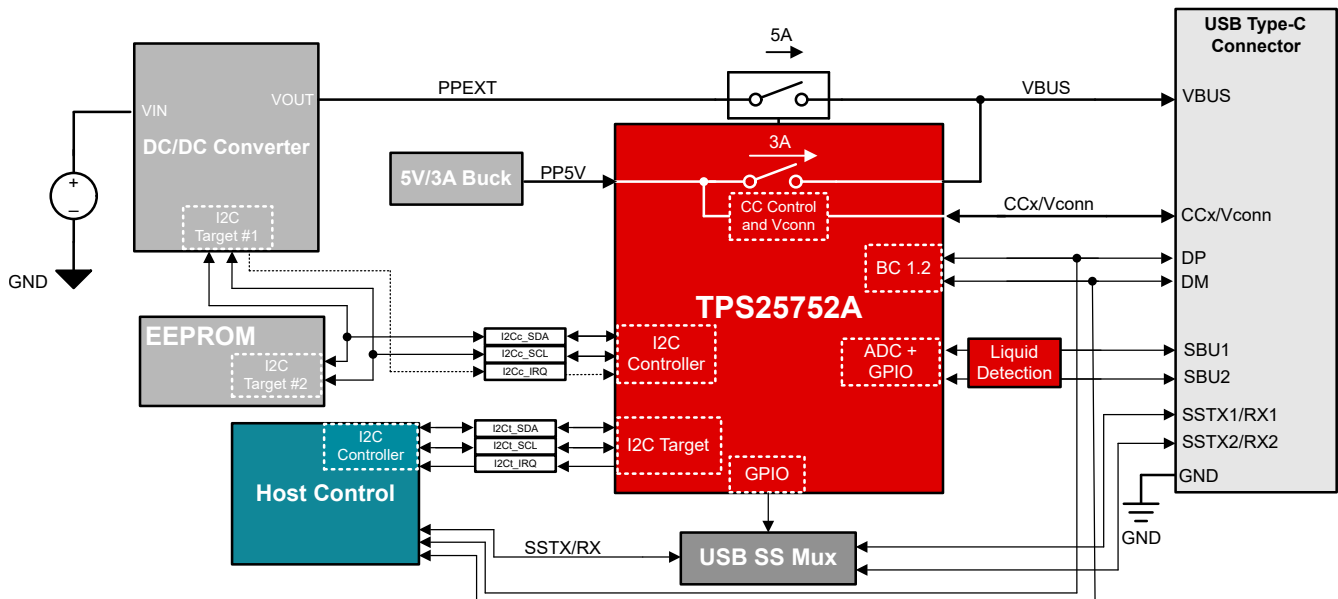 USB Type-C
Connector
5A
VIN
VOUT
PPEXT
VBUS
VBUS
DC/DC Converter
3A
5V/3A Buck
PP5V
+
−
CC Control
and Vconn
CCx/Vconn
CCx/Vconn
I2C
Target #1
BC 1.2
DP
DM
GND
TPS25752A
EEPROM
I2C
Target #2
I2Cc_SDA
I2Cc_SCL
I2Cc_IRQ
I2C
Controller
ADC +
GPIO
Liquid
Detection
SBU1
SBU2
I2C
Controller
Host Control
I2Ct_SDA
I2Ct_SCL
I2Ct_IRQ
I2C Target
GPIO
SSTX1/RX1
SSTX2/RX2
GND
GND
SSTX/RX
USB SS Mux